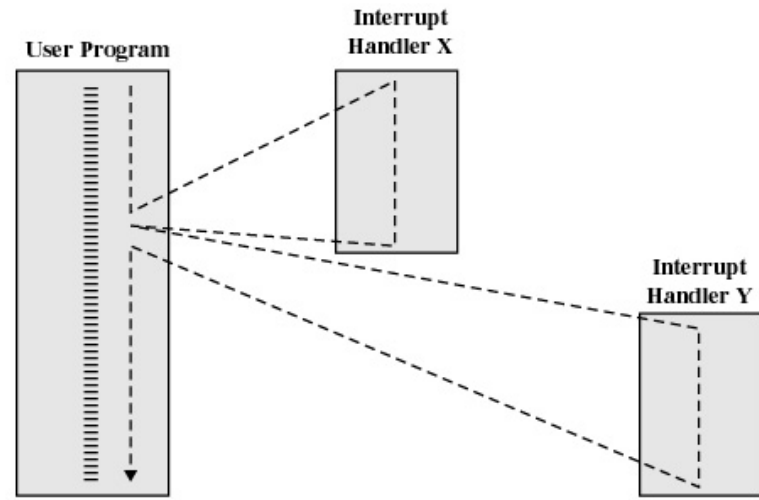 User Program
Interrupt
Handler X
Interrupt
Handler Y